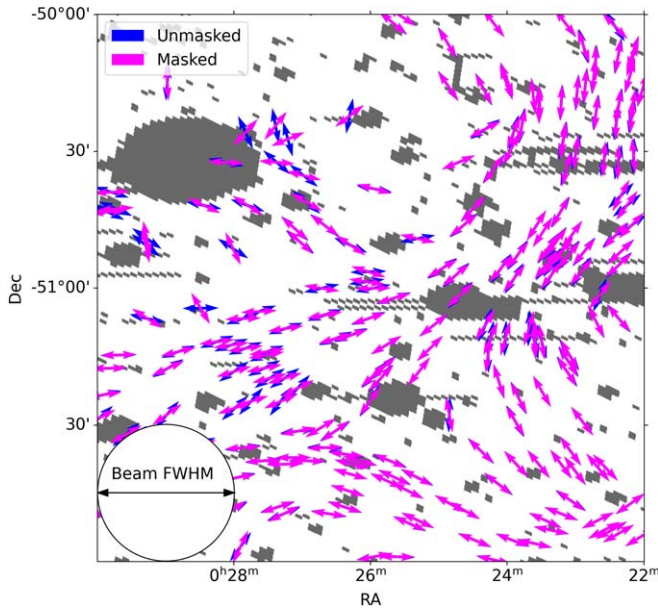 -50°00'
Unmasked
Masked
30'
Dec
-51°00'
30'
Beam FWHM
0ʰ28ᵐ
26ᵐ
24ᵐ
22ᵐ
RA